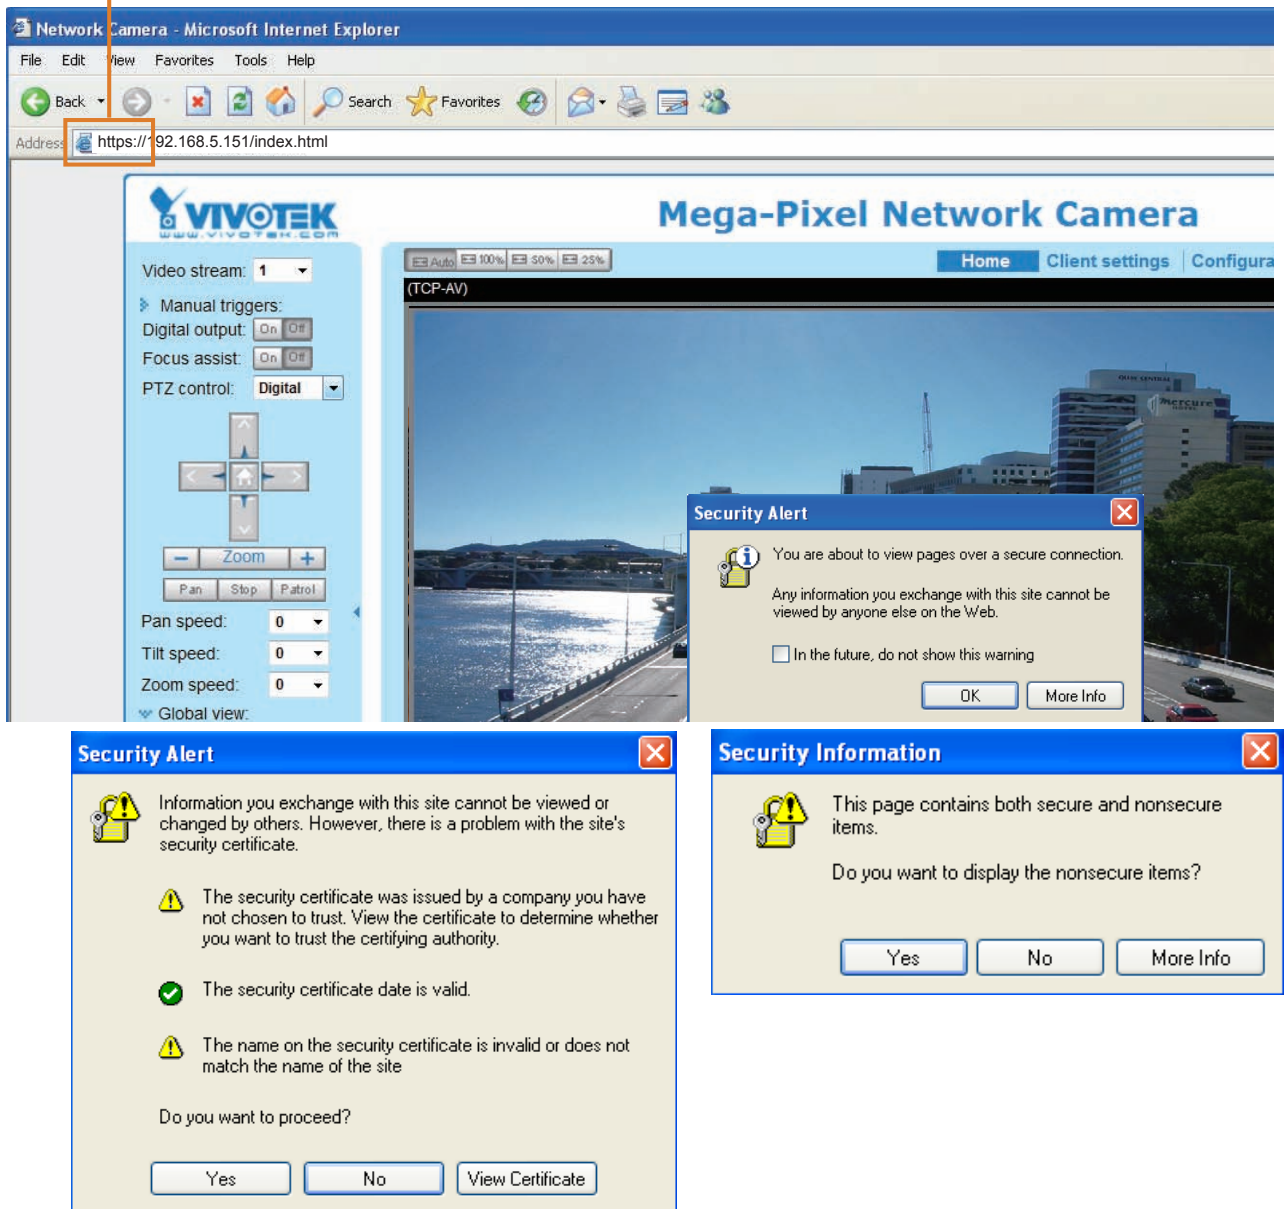 Network Camera - Microsoft Internet Explorer
File Edit View Favorites Tools Help
Back Search Favorites
Address https://192.168.5.151/index.html
VIVOTEK
www.vivotek.com
Mega-Pixel Network Camera
Auto 100% 50% 25%
Home Client settings Configura
(TCP-AV)
Video stream: 1
Manual triggers:
Digital output: On Off
Focus assist: On Off
PTZ control: Digital
− Zoom +
Pan Stop Patrol
Pan speed: 0
Tilt speed: 0
Zoom speed: 0
Global view:
Mercure
HOTEL
Security Alert
You are about to view pages over a secure connection.
Any information you exchange with this site cannot be
viewed by anyone else on the Web.
In the future, do not show this warning
OK More Info
Security Alert
Information you exchange with this site cannot be viewed or
changed by others. However, there is a problem with the site's
security certificate.
The security certificate was issued by a company you have
not chosen to trust. View the certificate to determine whether
you want to trust the certifying authority.
The security certificate date is valid.
The name on the security certificate is invalid or does not
match the name of the site
Do you want to proceed?
Yes No View Certificate
Security Information
This page contains both secure and nonsecure
items.
Do you want to display the nonsecure items?
Yes No More Info